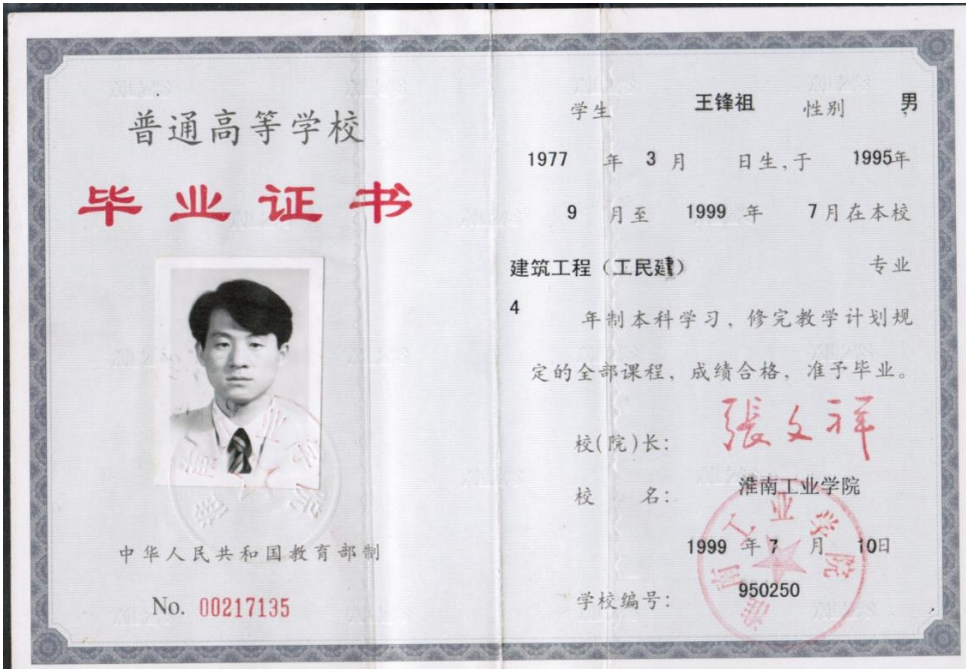 普通高等学校
毕业证书
中华人民共和国教育部制
No. 00217135
学生 王锋祖 性别 男
1977 年 3 月 日生,于 1995年
9 月至 1999 年 7月在本校
建筑工程（工民建） 专业
4 年制本科学习，修完教学计划规
定的全部课程，成绩合格，准予毕业。
校(院)长: 張文祥
校 名: 淮南工业学院
1999 年 7 月 10日
学校编号: 950250
淮南工业学院